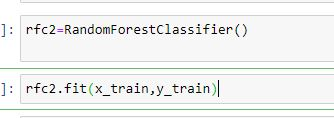 ]: rfc2=RandomForestClassifier()
]: rfc2.fit(x_train,y_train)